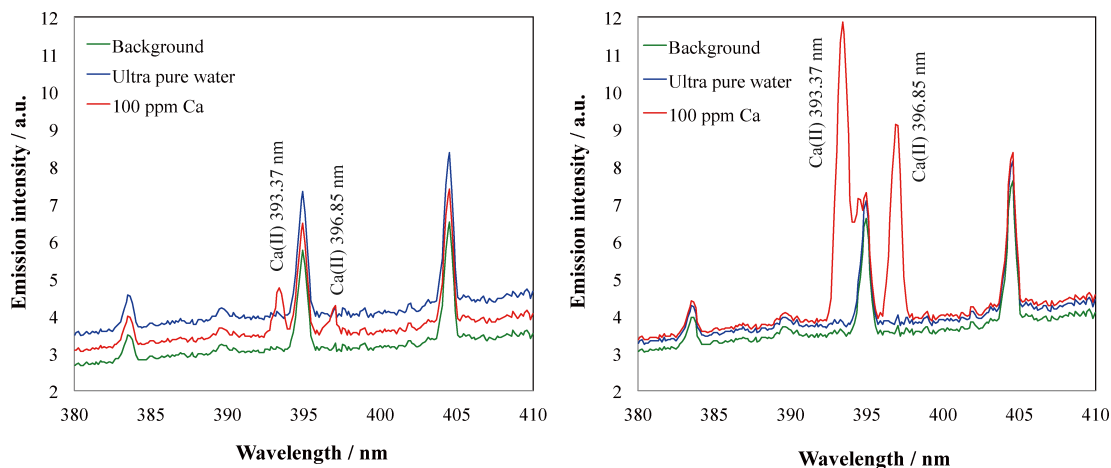 12
11
10
9
8
7
6
5
4
3
2
Emission intensity / a.u.
Background
Ultra pure water
100 ppm Ca
Ca(II) 393.37 nm
Ca(II) 396.85 nm
380
385
390
395
400
405
410
Wavelength / nm
12
11
10
9
8
7
6
5
4
3
2
Emission intensity / a.u.
Background
Ultra pure water
100 ppm Ca
Ca(II) 393.37 nm
Ca(II) 396.85 nm
380
385
390
395
400
405
410
Wavelength / nm